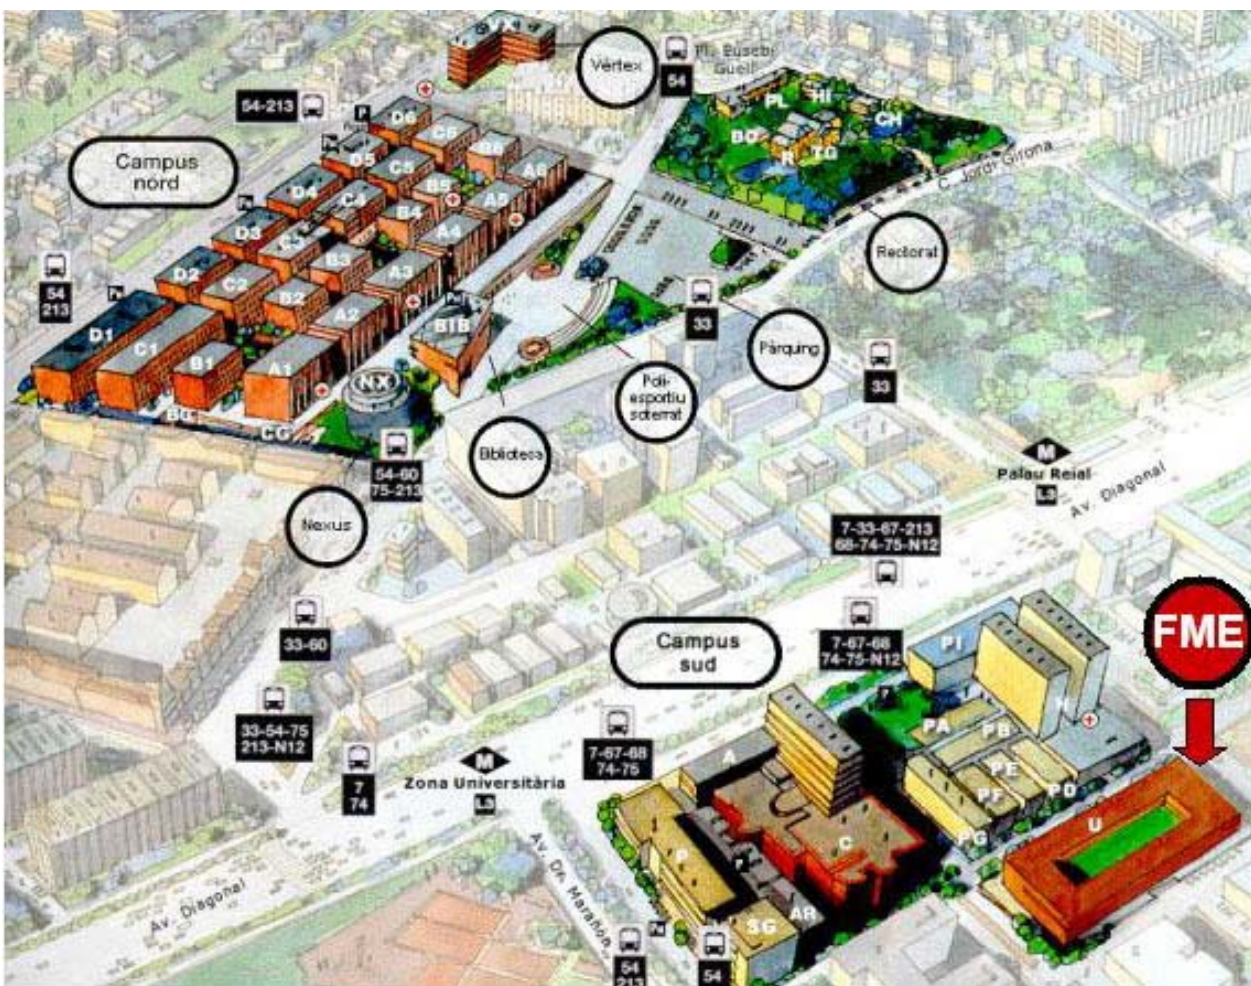 Vèrtex
54
Pl. Eusebi
Güell
54-213
P
D6
C6
B6
A6
PL
HI
CH
BC
R
TG
C. Jordi Girona
Campus
nord
D5
C5
B5
A5
D4
C4
B4
A4
D3
C3
B3
A3
D2
C2
B2
A2
D1
C1
B1
A1
54
213
BIB
NX
CG
Rectorat
33
Pàrquing
33
Poli-
esportiu
soterrat
Biblioteca
54-60
75-213
Nexus
M
Palau Reial
L3
Av. Diagonal
7-33-67-213
68-74-75-N12
33-60
Campus
sud
7-67-68
74-75-N12
FME
PI
PA
PB
PE
PF
PD
PG
U
33-54-75
213-N12
7
74
M
Zona Universitària
L3
7-67-68
74-75
A
C
P
AR
SG
Av. Diagonal
Av. Dr. Marañon
54
213
54